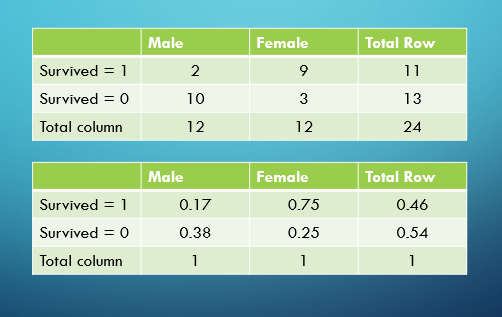 Male Female Total Row
Survived = 1 2 9 11
Survived = 0 10 3 13
Total column 12 12 24
Male Female Total Row
Survived = 1 0.17 0.75 0.46
Survived = 0 0.38 0.25 0.54
Total column 1 1 1